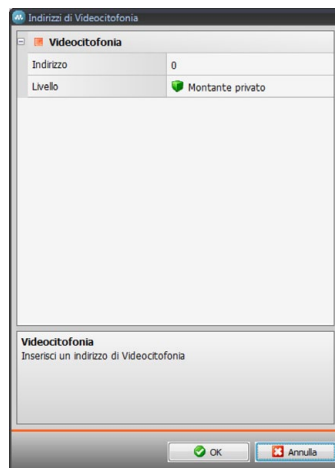 Indirizzi di Videocitofonia
Videocitofonia
Indirizzo 0
Livello Montante privato
Videocitofonia
Inserisci un indirizzo di Videocitofonia
OK Annulla